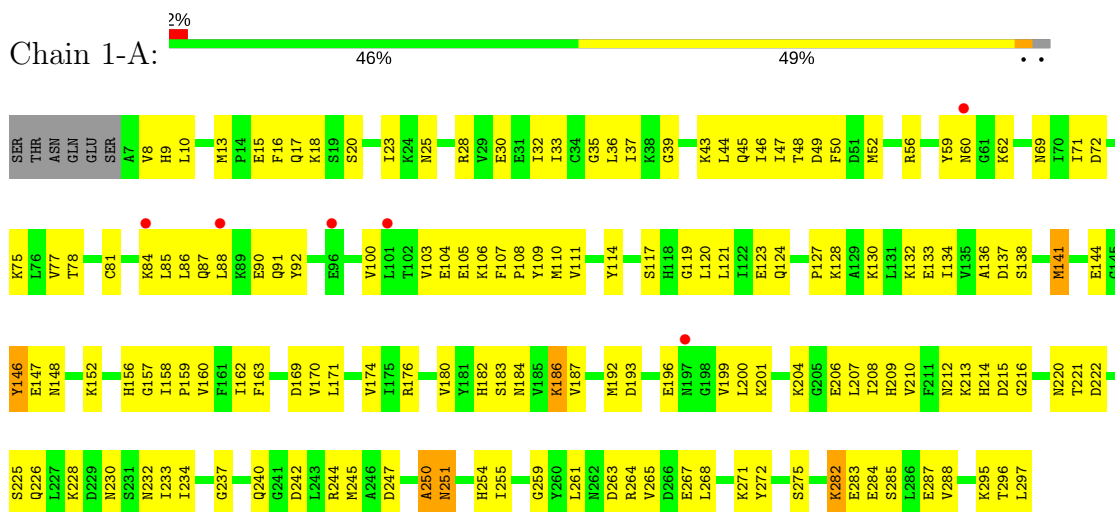 2%
Chain 1-A:
46% 49% • •
SER THR ASN GLN GLU SER A7 V8 H9 L10 M13 P14 E15 F16 Q17 K18 S19 S20 I23 K24 N25 R28 V29 E30 E31 I32 I33 C34 G35 L36 I37 K38 G39 K43 L44 Q45 I46 I47 T48 D49 F50 D51 M52 R56 Y59 N60 G61 K62 N69 I70 I71 D72
K75 L76 V77 T78 C81 K84 L85 L86 Q87 L88 K89 E90 Q91 Y92 E96 V100 L101 T102 V103 E104 E105 K106 F107 P108 Y109 M110 V111 Y114 S117 H118 G119 L120 L121 I122 E123 Q124 P127 K128 A129 K130 L131 K132 E133 I134 V135 A136 D137 S138 M141 E144 G145
Y146 E147 N148 K152 H156 G157 I158 P159 V160 F161 I162 F163 D169 V170 L171 V174 I175 R176 V180 Y181 H182 S183 N184 V185 K186 V187 M192 D193 E196 N197 G198 V199 L200 K201 K204 G205 E206 L207 I208 H209 V210 F211 N212 K213 H214 D215 G216 N220 T221 D222
S225 Q226 L227 K228 D229 N230 S231 N232 I233 I234 G237 Q240 G241 D242 L243 R244 M245 A246 D247 A250 N251 H254 I255 G259 Y260 L261 N262 D263 R264 V265 D266 E267 L268 K271 Y272 S275 K282 E283 E284 S285 L286 E287 V288 K295 T296 L297